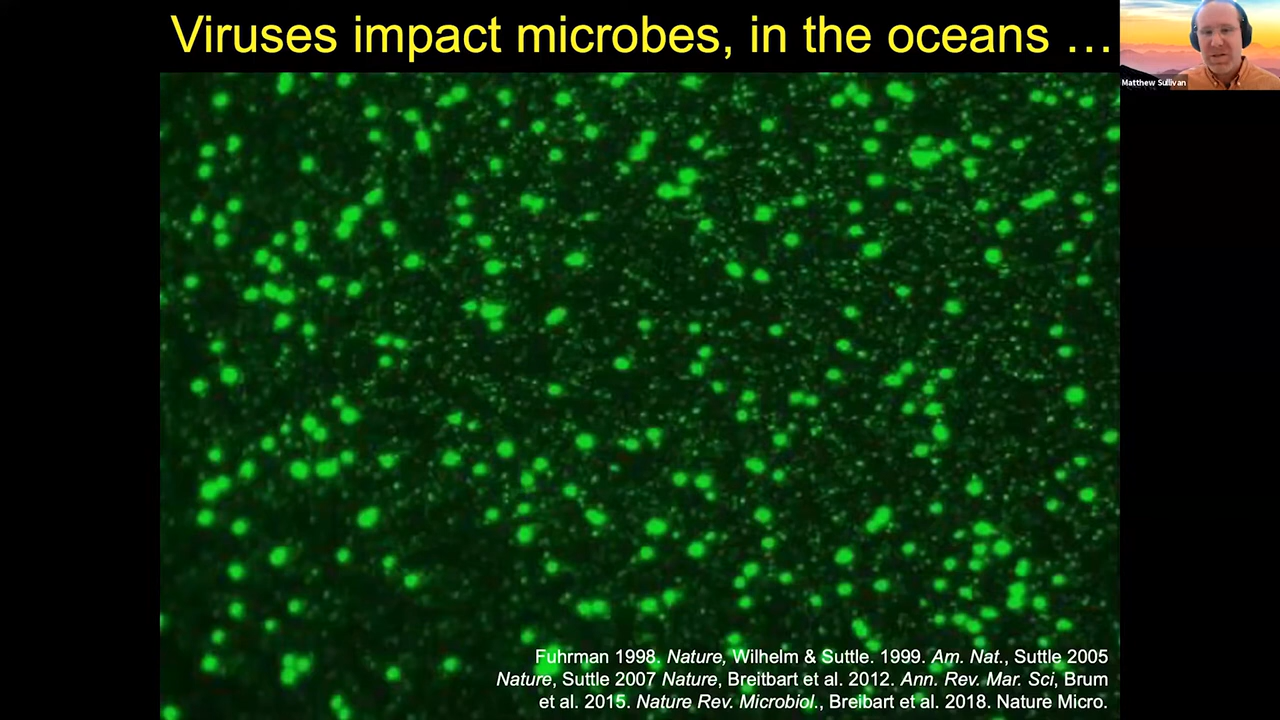 Viruses impact microbes, in the oceans …
Matthew Sullivan
Fuhrman 1998. Nature, Wilhelm & Suttle. 1999. Am. Nat., Suttle 2005
Nature, Suttle 2007 Nature, Breitbart et al. 2012. Ann. Rev. Mar. Sci, Brum
et al. 2015. Nature Rev. Microbiol., Breibart et al. 2018. Nature Micro.